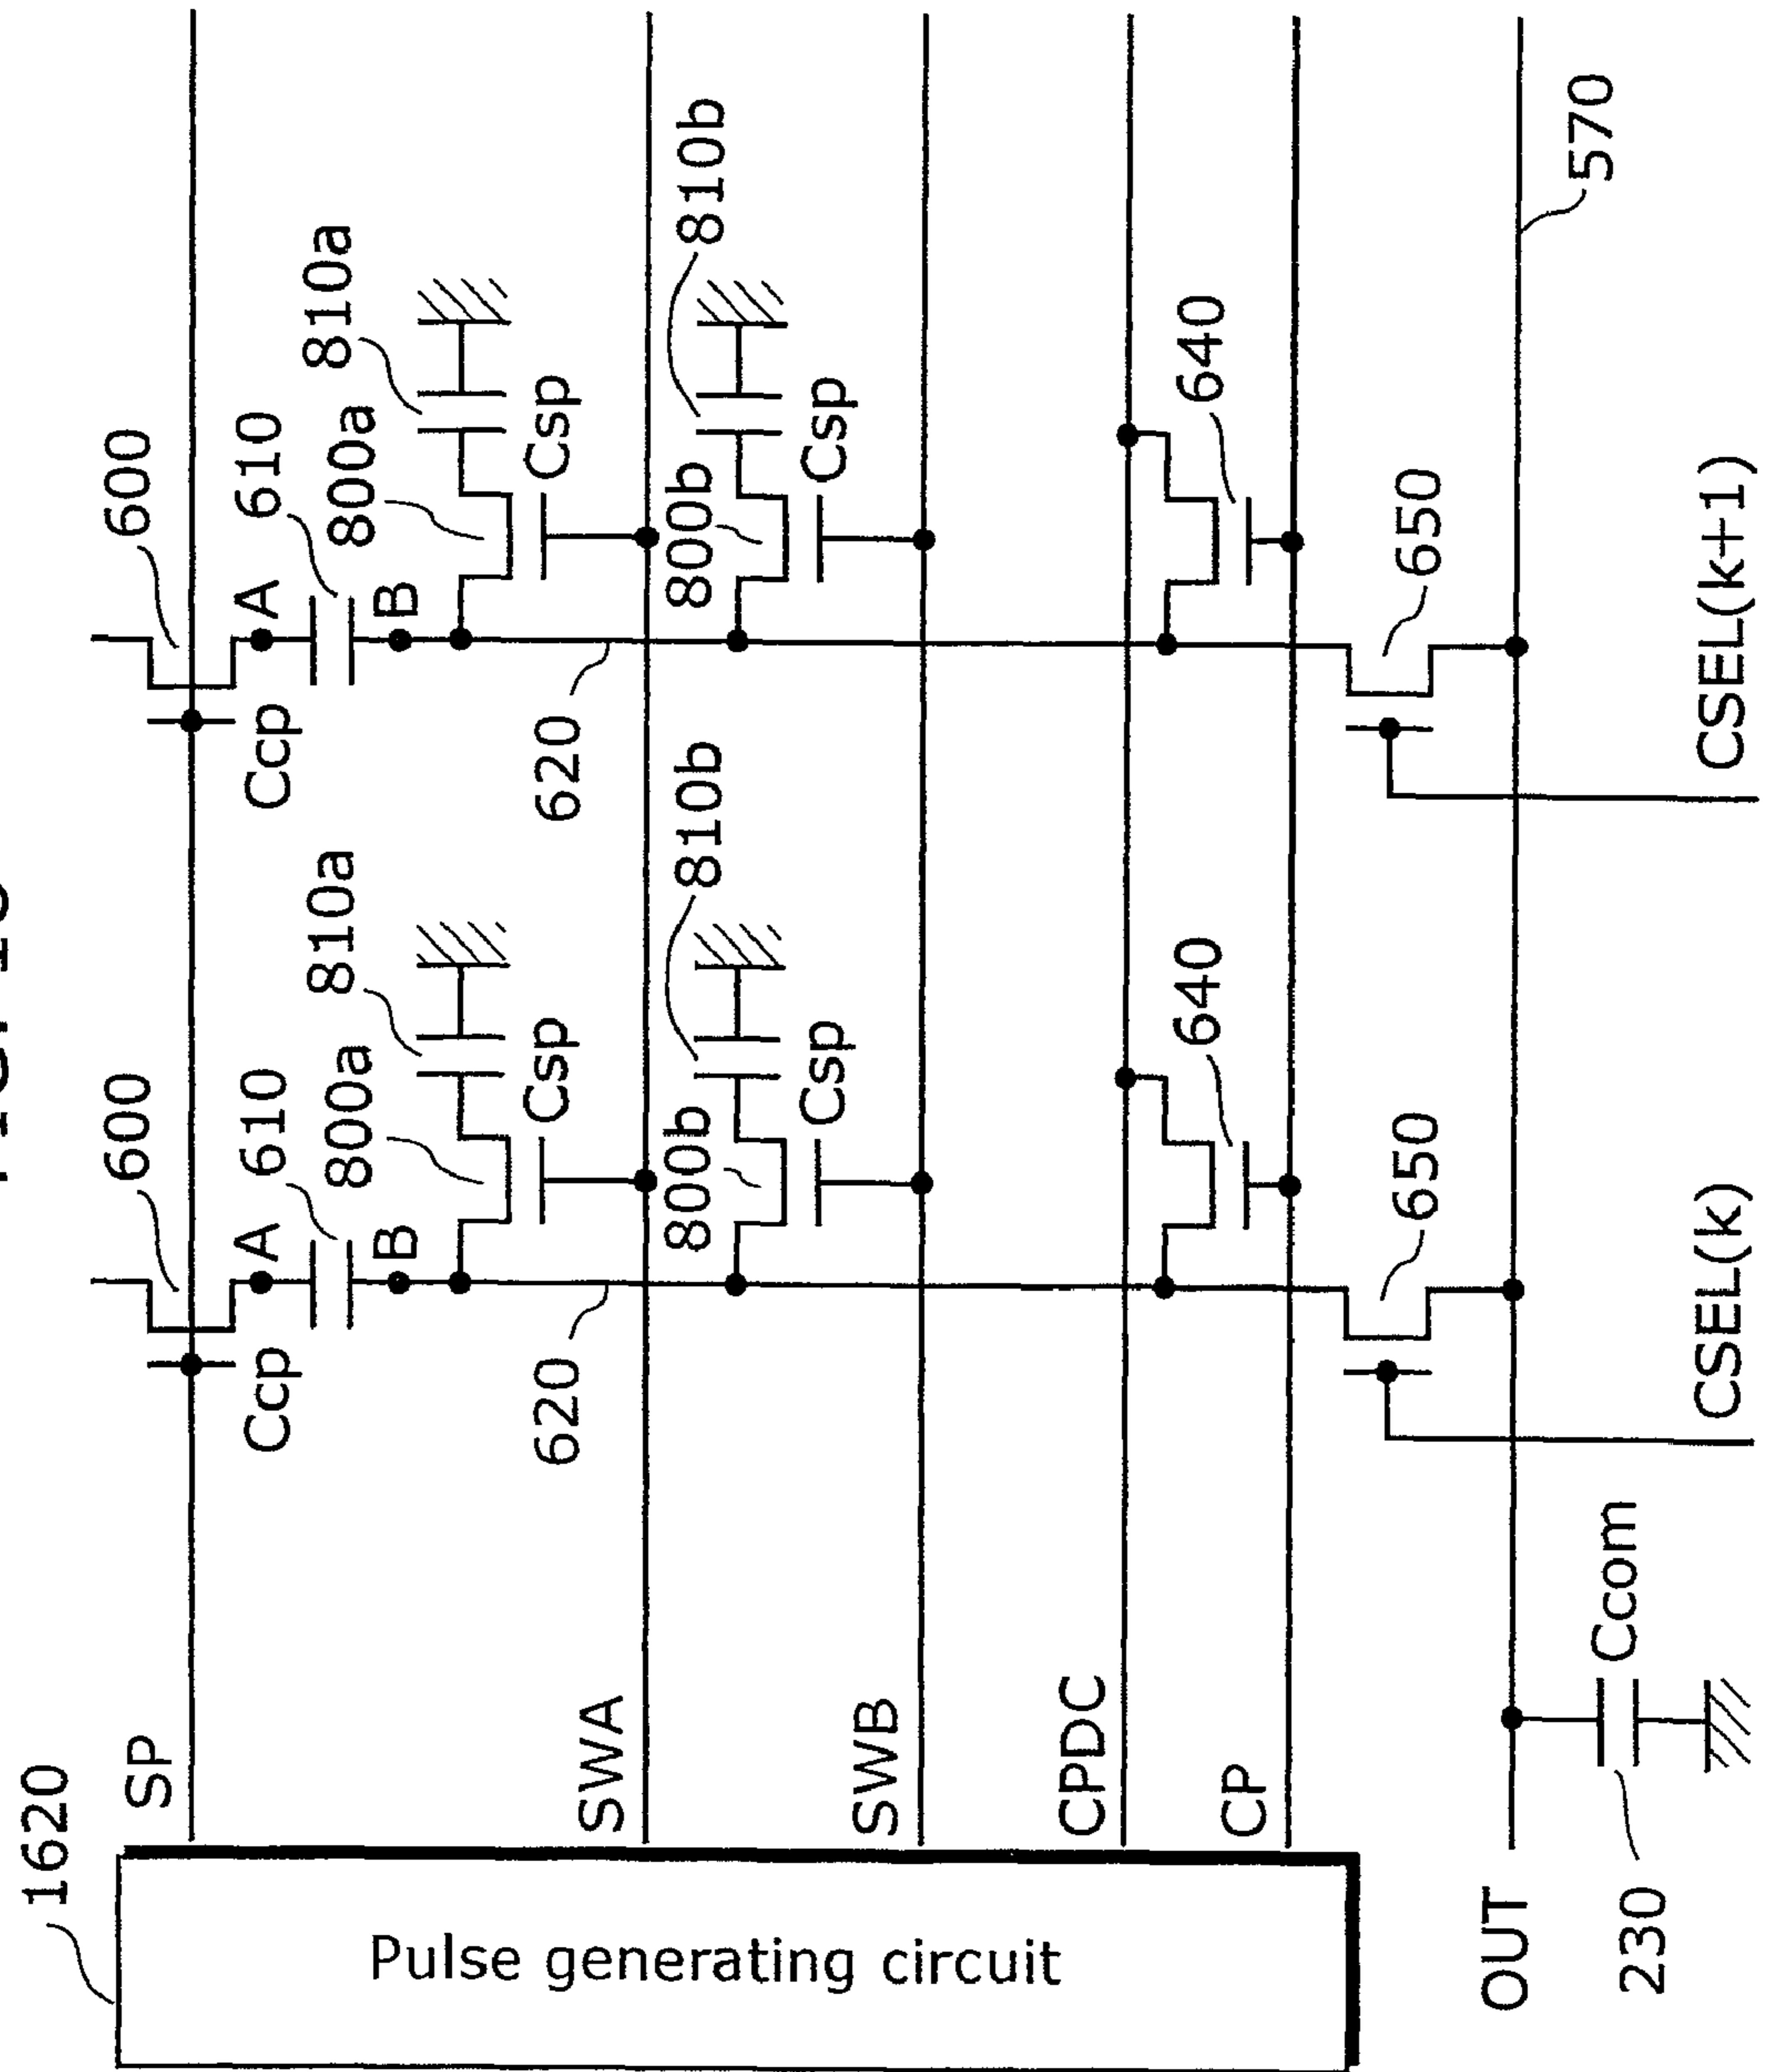 1620
SP
SWA
SWB
CPDC
CP
OUT
Pulse generating circuit
230
Ccom
600
A
610
Ccp
B
800a
810a
Csp
620
800b
810b
Csp
640
650
CSEL(k)
600
A
610
Ccp
B
800a
810a
Csp
620
800b
810b
Csp
640
650
CSEL(k+1)
570